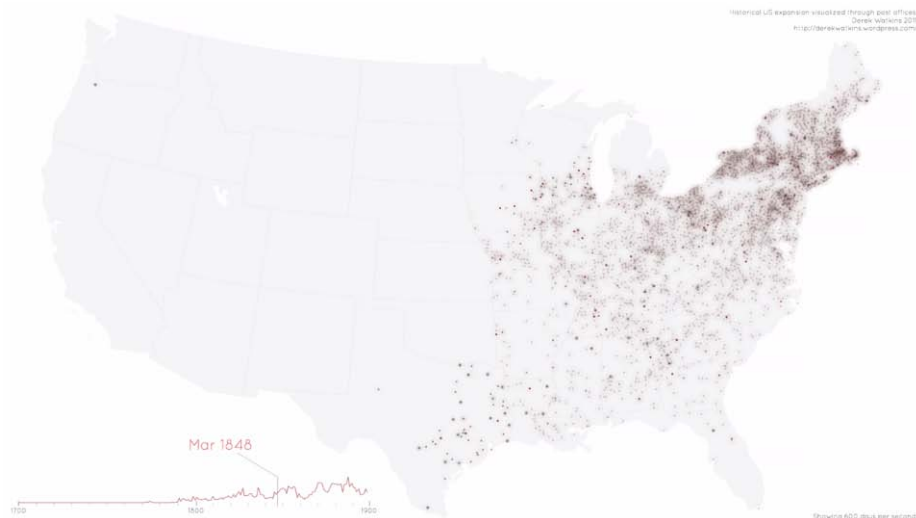 Historical US expansion visualized through post offices
Derek Watkins 2011
http://derekwatkins.wordpress.com
Mar 1848
1700
1800
1900
Showing 600 days per second